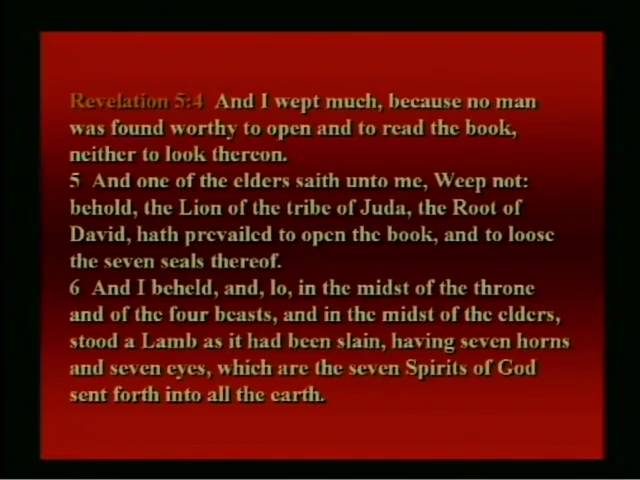 Revelation 5:4 And I wept much, because no man
was found worthy to open and to read the book,
neither to look thereon.
5 And one of the elders saith unto me, Weep not:
behold, the Lion of the tribe of Juda, the Root of
David, hath prevailed to open the book, and to loose
the seven seals thereof.
6 And I beheld, and, lo, in the midst of the throne
and of the four beasts, and in the midst of the elders,
stood a Lamb as it had been slain, having seven horns
and seven eyes, which are the seven Spirits of God
sent forth into all the earth.